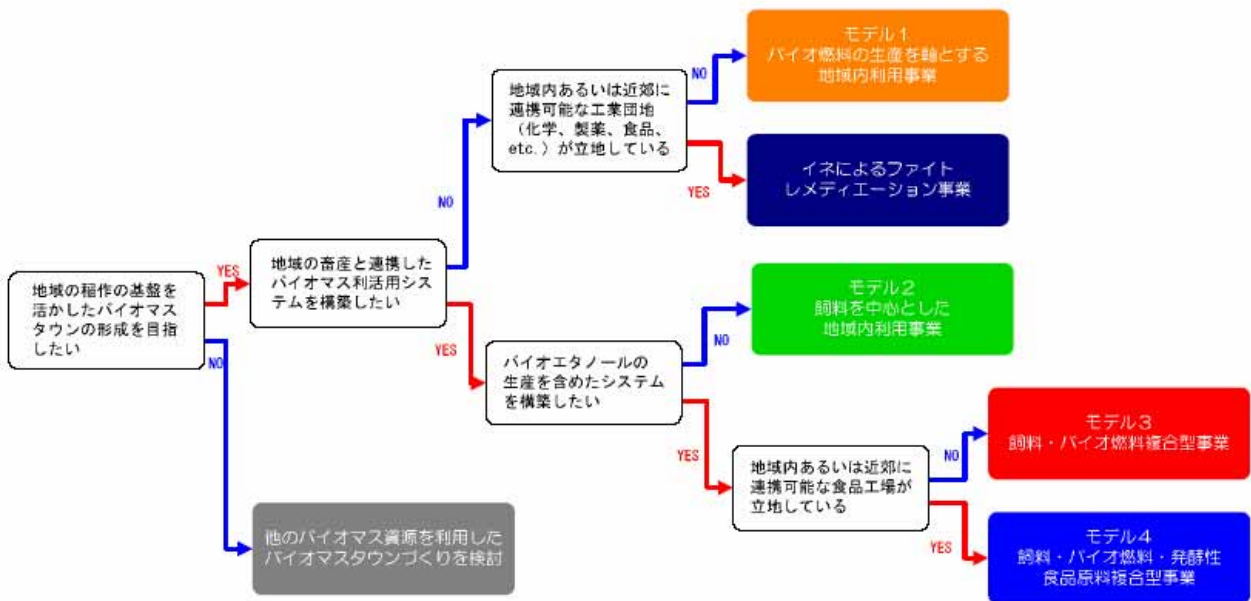 地域の稲作の基盤を
活かしたバイオマス
タウンの形成を目指
したい
YES
NO
地域の畜産と連携した
バイオマス利活用シス
テムを構築したい
NO
YES
他のバイオマス資源を利用した
バイオマスタウンづくりを検討
地域内あるいは近郊に
連携可能な工業団地
(化学、製薬、食品、
etc.)が立地している
NO
YES
モデル1
バイオ燃料の生産を軸とする
地域内利用事業
イネによるファイト
レメディエーション事業
バイオエタノールの
生産を含めたシステム
を構築したい
NO
YES
モデル2
飼料を中心とした
地域内利用事業
地域内あるいは近郊に
連携可能な食品工場が
立地している
NO
YES
モデル3
飼料・バイオ燃料複合型事業
モデル4
飼料・バイオ燃料・発酵性
食品原料複合型事業